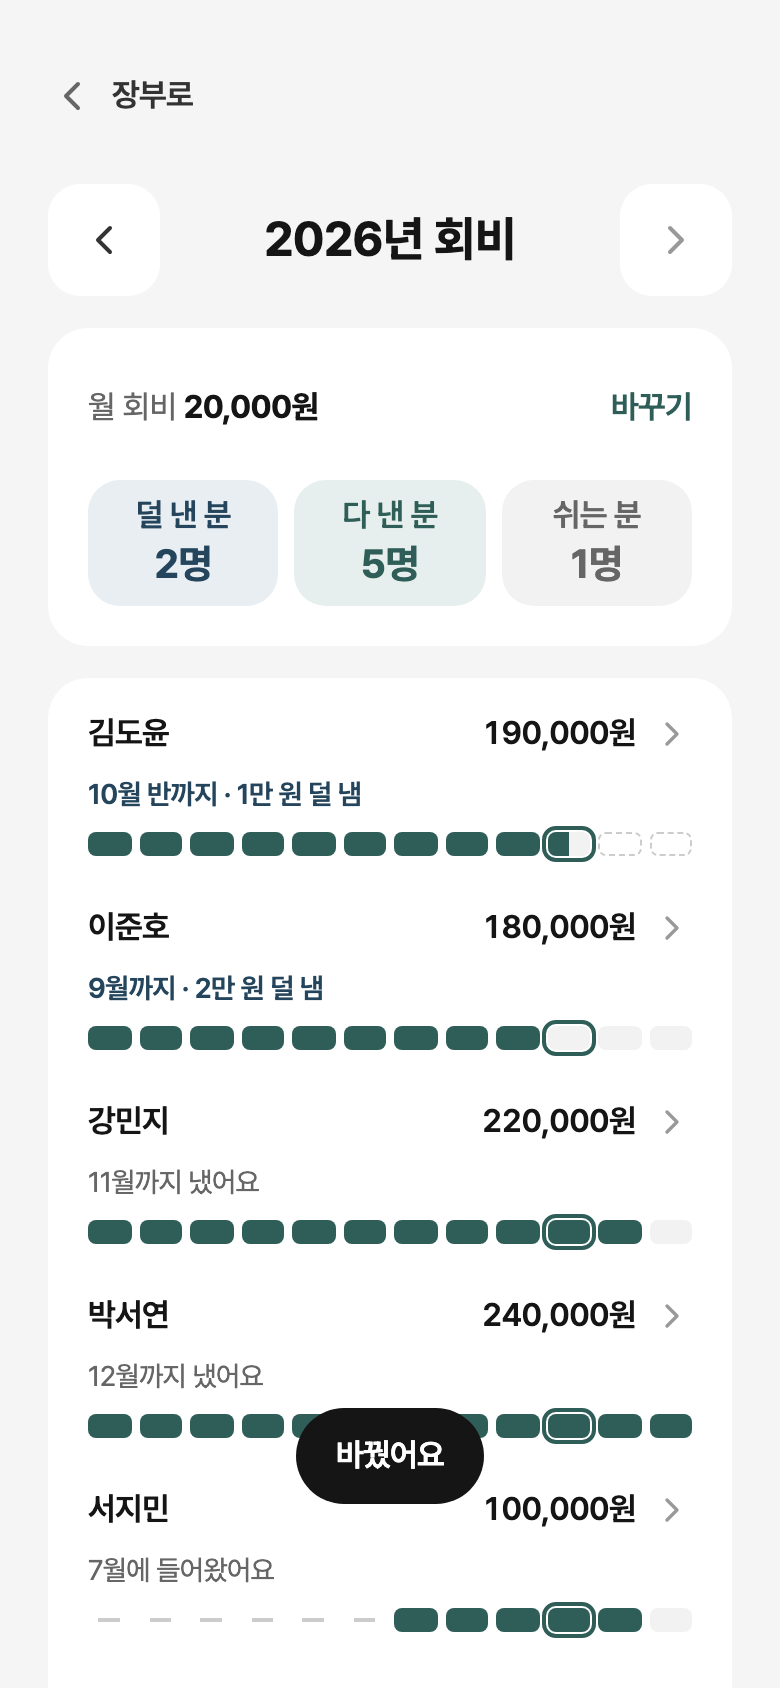 장부로
2026년 회비
월 회비 20,000원 바꾸기
덜 낸 분 다 낸 분 쉬는 분
2명 5명 1명
김도윤 190,000원
10월 반까지 · 1만 원 덜 냄
이준호 180,000원
9월까지 · 2만 원 덜 냄
강민지 220,000원
11월까지 냈어요
박서연 240,000원
12월까지 냈어요
바꿨어요
서지민 100,000원
7월에 들어왔어요